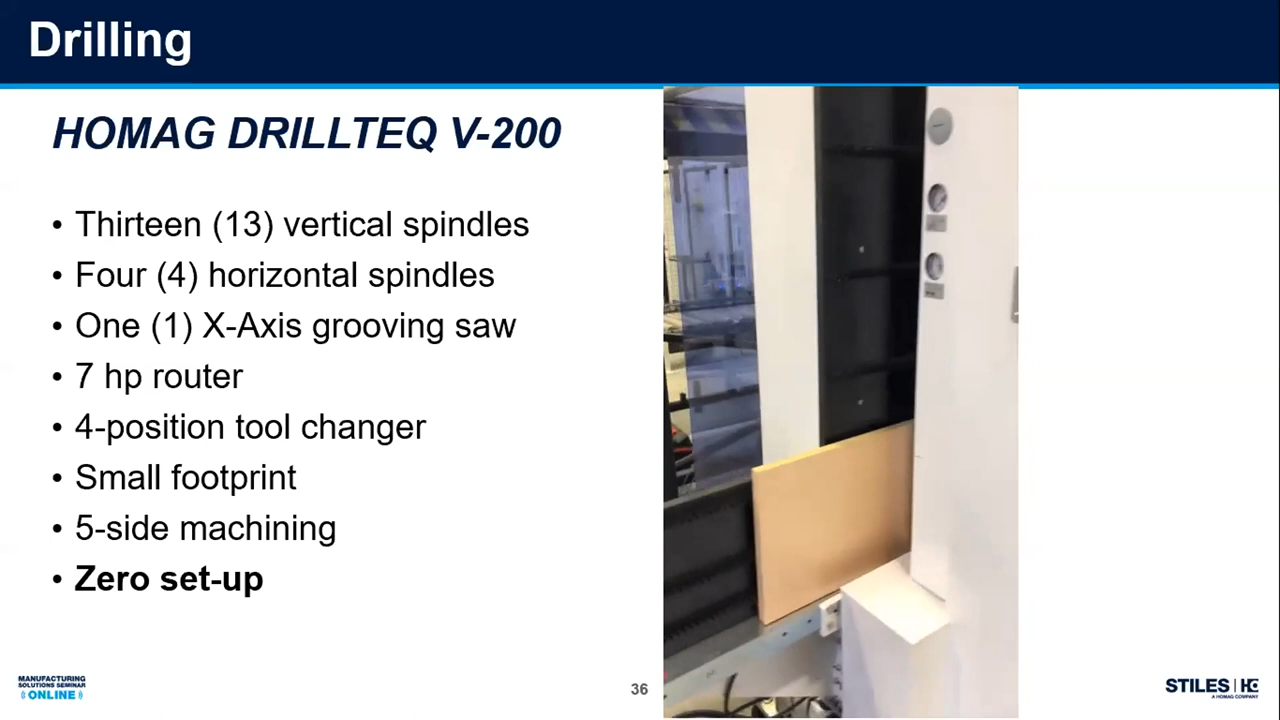 Drilling
HOMAG DRILLTEQ V-200
• Thirteen (13) vertical spindles
• Four (4) horizontal spindles
• One (1) X-Axis grooving saw
• 7 hp router
• 4-position tool changer
• Small footprint
• 5-side machining
• Zero set-up
MANUFACTURING
SOLUTIONS SEMINAR
ONLINE
36
STILES
A HOMAG COMPANY